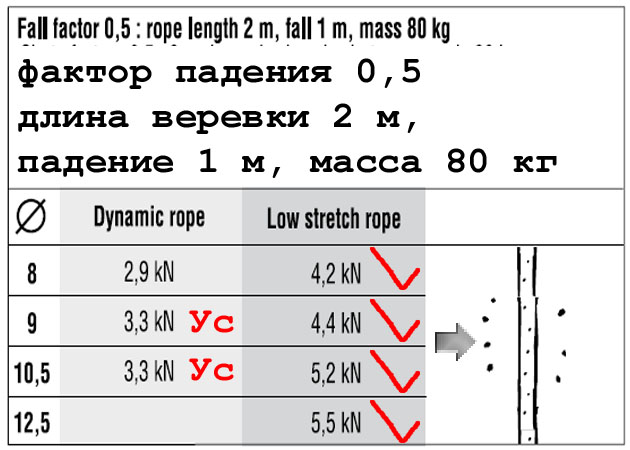 Fall factor 0,5 : rope length 2 m, fall 1 m, mass 80 kg
фактор падения 0,5
длина веревки 2 м,
падение 1 м, масса 80 кг
Ø Dynamic rope Low stretch rope
8 2,9 kN 4,2 kN
9 3,3 kN Ус 4,4 kN
10,5 3,3 kN Ус 5,2 kN
12,5 5,5 kN